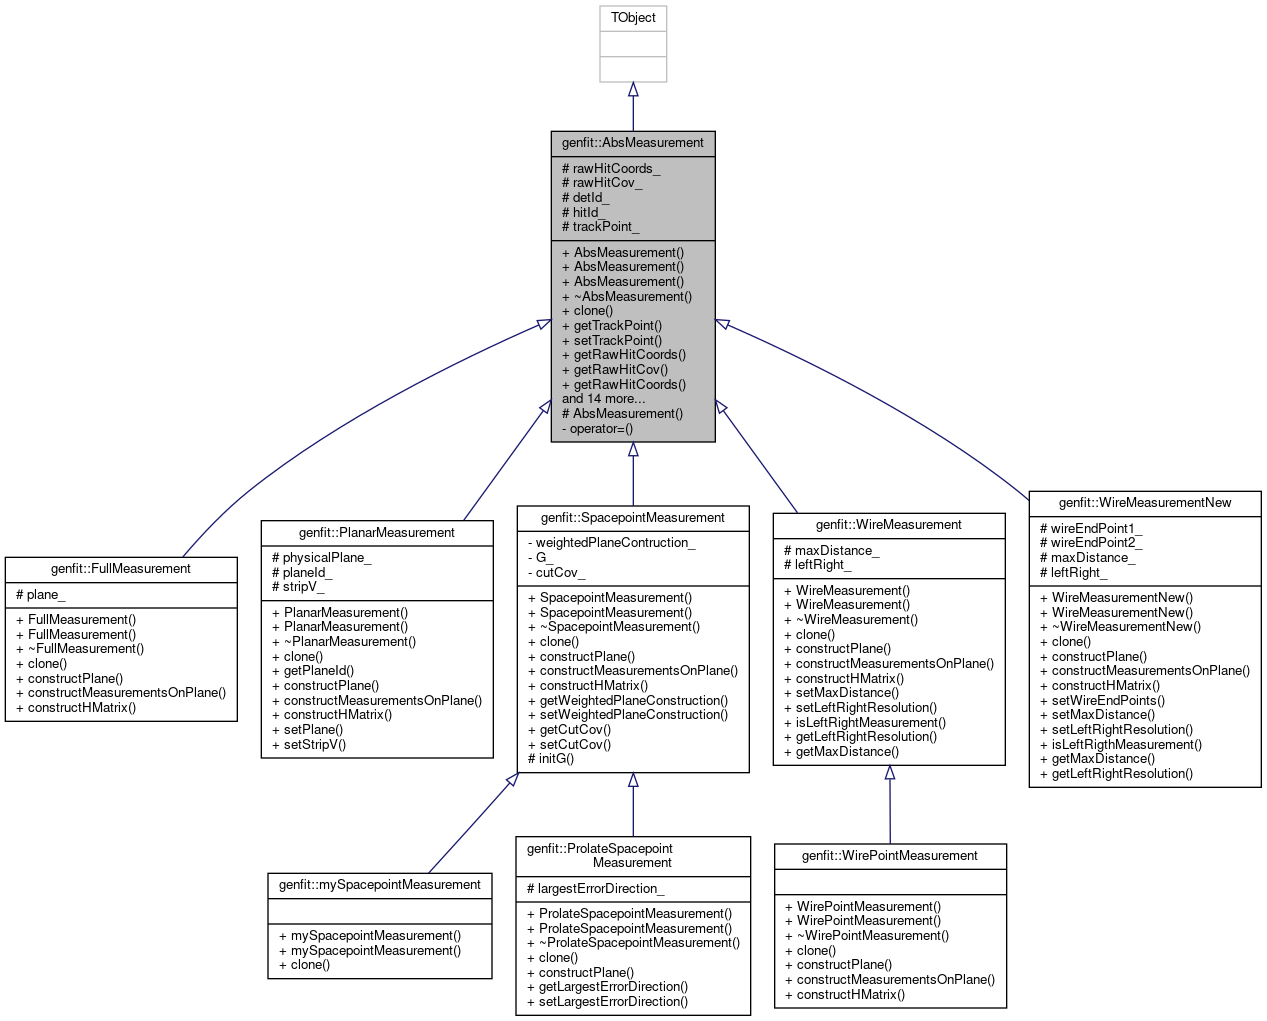 TObject
genfit::AbsMeasurement
# rawHitCoords_
# rawHitCov_
# detId_
# hitId_
# trackPoint_
+ AbsMeasurement()
+ AbsMeasurement()
+ AbsMeasurement()
+ ~AbsMeasurement()
+ clone()
+ getTrackPoint()
+ setTrackPoint()
+ getRawHitCoords()
+ getRawHitCov()
+ getRawHitCoords()
and 14 more...
# AbsMeasurement()
- operator=()
genfit::FullMeasurement
# plane_
+ FullMeasurement()
+ FullMeasurement()
+ ~FullMeasurement()
+ clone()
+ constructPlane()
+ constructMeasurementsOnPlane()
+ constructHMatrix()
genfit::PlanarMeasurement
# physicalPlane_
# planeId_
# stripV_
+ PlanarMeasurement()
+ PlanarMeasurement()
+ ~PlanarMeasurement()
+ clone()
+ getPlaneId()
+ constructPlane()
+ constructMeasurementsOnPlane()
+ constructHMatrix()
+ setPlane()
+ setStripV()
genfit::SpacepointMeasurement
- weightedPlaneContruction_
- G_
- cutCov_
+ SpacepointMeasurement()
+ SpacepointMeasurement()
+ ~SpacepointMeasurement()
+ clone()
+ constructPlane()
+ constructMeasurementsOnPlane()
+ constructHMatrix()
+ getWeightedPlaneConstruction()
+ setWeightedPlaneConstruction()
+ getCutCov()
+ setCutCov()
# initG()
genfit::WireMeasurement
# maxDistance_
# leftRight_
+ WireMeasurement()
+ WireMeasurement()
+ ~WireMeasurement()
+ clone()
+ constructPlane()
+ constructMeasurementsOnPlane()
+ constructHMatrix()
+ setMaxDistance()
+ setLeftRightResolution()
+ isLeftRightMeasurement()
+ getLeftRightResolution()
+ getMaxDistance()
genfit::WireMeasurementNew
# wireEndPoint1_
# wireEndPoint2_
# maxDistance_
# leftRight_
+ WireMeasurementNew()
+ WireMeasurementNew()
+ ~WireMeasurementNew()
+ clone()
+ constructPlane()
+ constructMeasurementsOnPlane()
+ constructHMatrix()
+ setWireEndPoints()
+ setMaxDistance()
+ setLeftRightResolution()
+ isLeftRigthMeasurement()
+ getMaxDistance()
+ getLeftRightResolution()
genfit::mySpacepointMeasurement
+ mySpacepointMeasurement()
+ mySpacepointMeasurement()
+ clone()
genfit::ProlateSpacepoint
Measurement
# largestErrorDirection_
+ ProlateSpacepointMeasurement()
+ ProlateSpacepointMeasurement()
+ ~ProlateSpacepointMeasurement()
+ clone()
+ constructPlane()
+ getLargestErrorDirection()
+ setLargestErrorDirection()
genfit::WirePointMeasurement
+ WirePointMeasurement()
+ WirePointMeasurement()
+ ~WirePointMeasurement()
+ clone()
+ constructPlane()
+ constructMeasurementsOnPlane()
+ constructHMatrix()